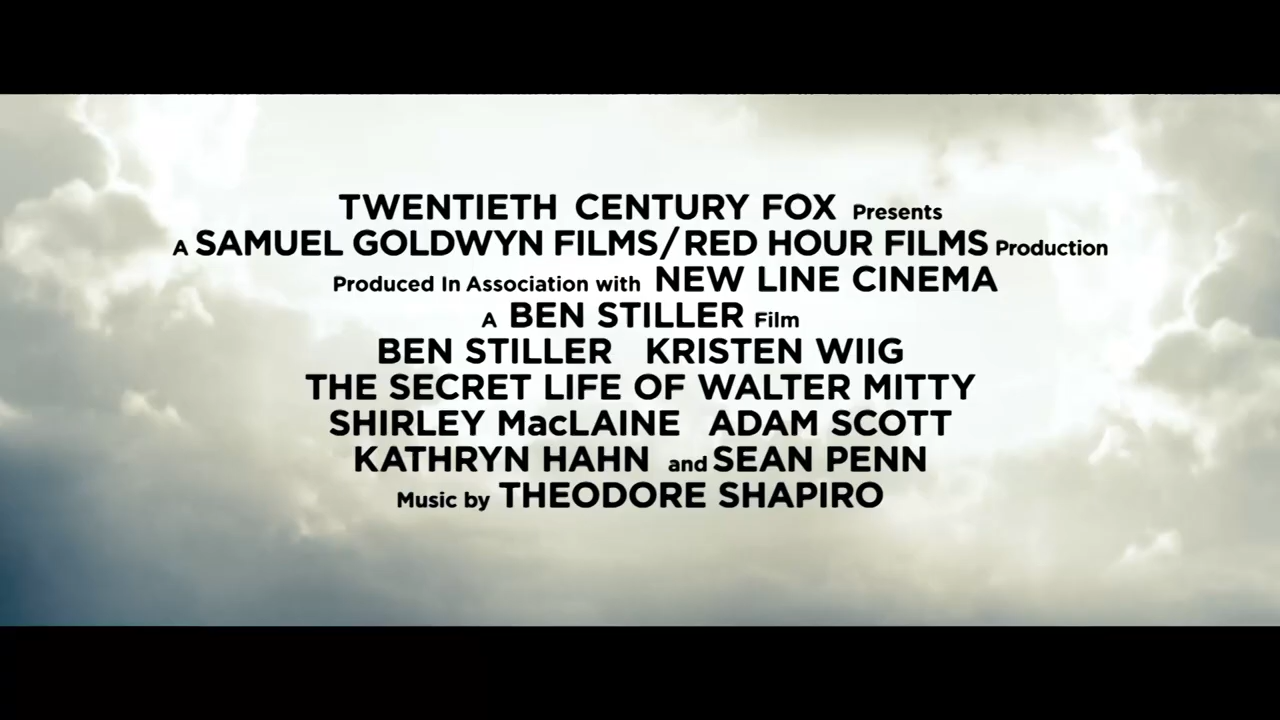 TWENTIETH CENTURY FOX Presents
A SAMUEL GOLDWYN FILMS/RED HOUR FILMS Production
Produced In Association with NEW LINE CINEMA
A BEN STILLER Film
BEN STILLER KRISTEN WIIG
THE SECRET LIFE OF WALTER MITTY
SHIRLEY MacLAINE ADAM SCOTT
KATHRYN HAHN and SEAN PENN
Music by THEODORE SHAPIRO